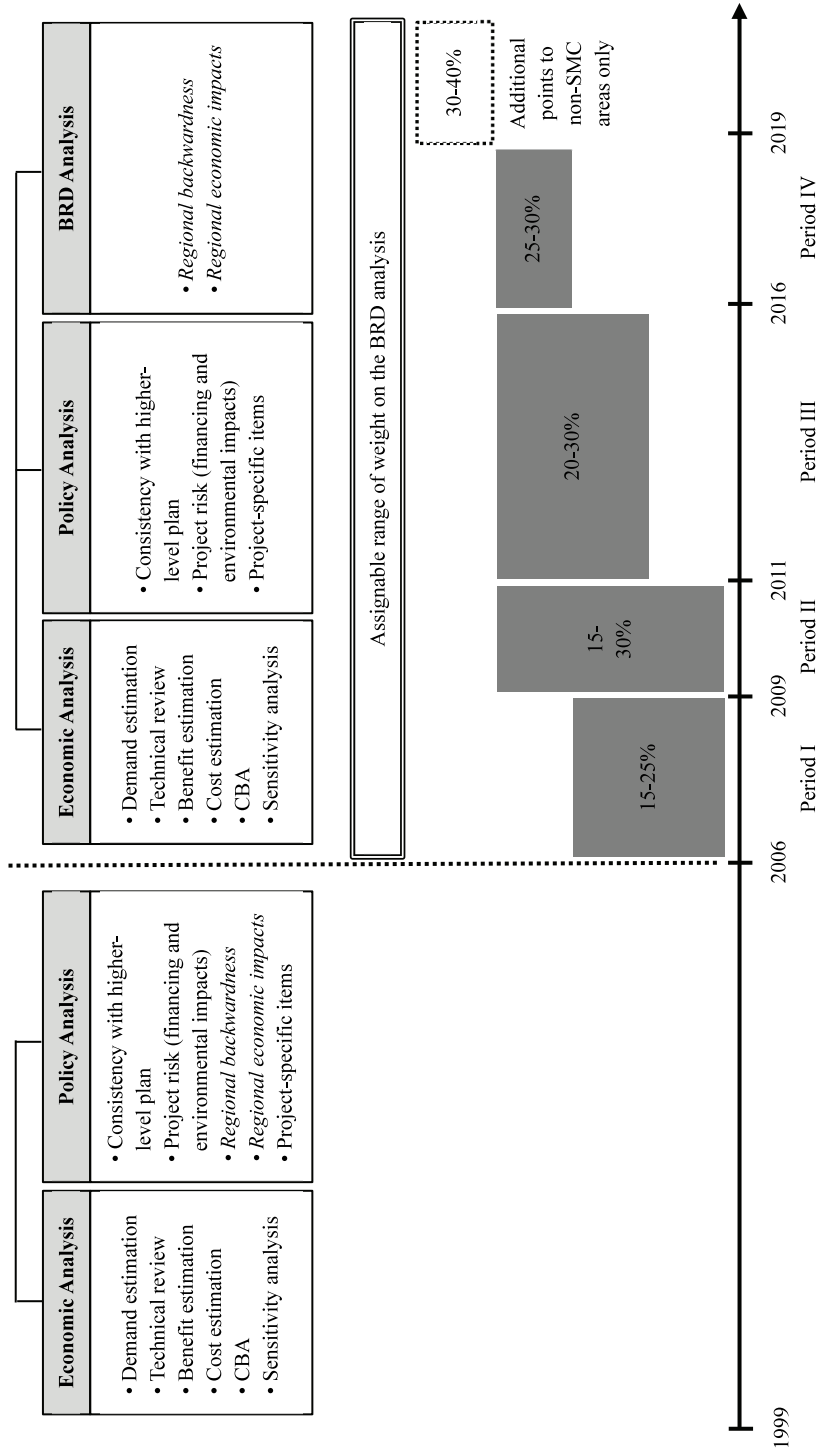 Economic Analysis
• Demand estimation
• Technical review
• Benefit estimation
• Cost estimation
• CBA
• Sensitivity analysis
Policy Analysis
• Consistency with higher-
level plan
• Project risk (financing and
environmental impacts)
• Regional backwardness
• Regional economic impacts
• Project-specific items
Economic Analysis
• Demand estimation
• Technical review
• Benefit estimation
• Cost estimation
• CBA
• Sensitivity analysis
Policy Analysis
• Consistency with higher-
level plan
• Project risk (financing and
environmental impacts)
• Project-specific items
BRD Analysis
• Regional backwardness
• Regional economic impacts
Assignable range of weight on the BRD analysis
15-25%
15-
30%
20-30%
25-30%
30-40%
Additional
points to
non-SMC
areas only
1999
2006
2009
2011
2016
2019
Period I
Period II
Period III
Period IV